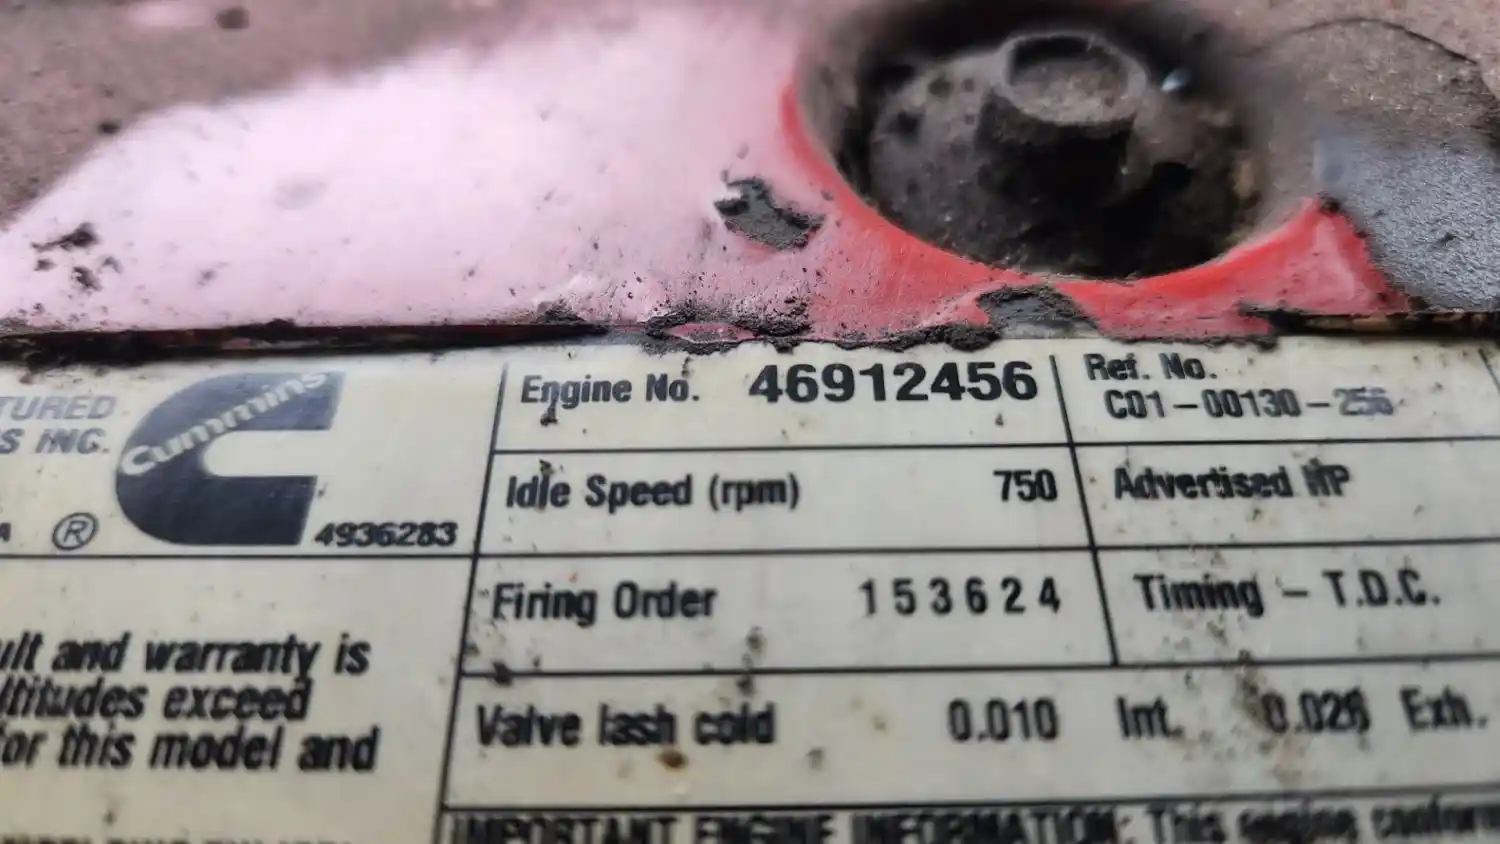 TURED
S INC.
Cummins
®
4936283
Engine No. 46912456
Ref. No.
C01-00130-256
Idle Speed (rpm) 750
Advertised HP
Firing Order 1 5 3 6 2 4
Timing - T.D.C.
Valve lash cold 0.010 Int. 0.026 Exh.
ult and warranty is
ltitudes exceed
for this model and
IMPORTANT ENGINE INFORMATION: This engine conform